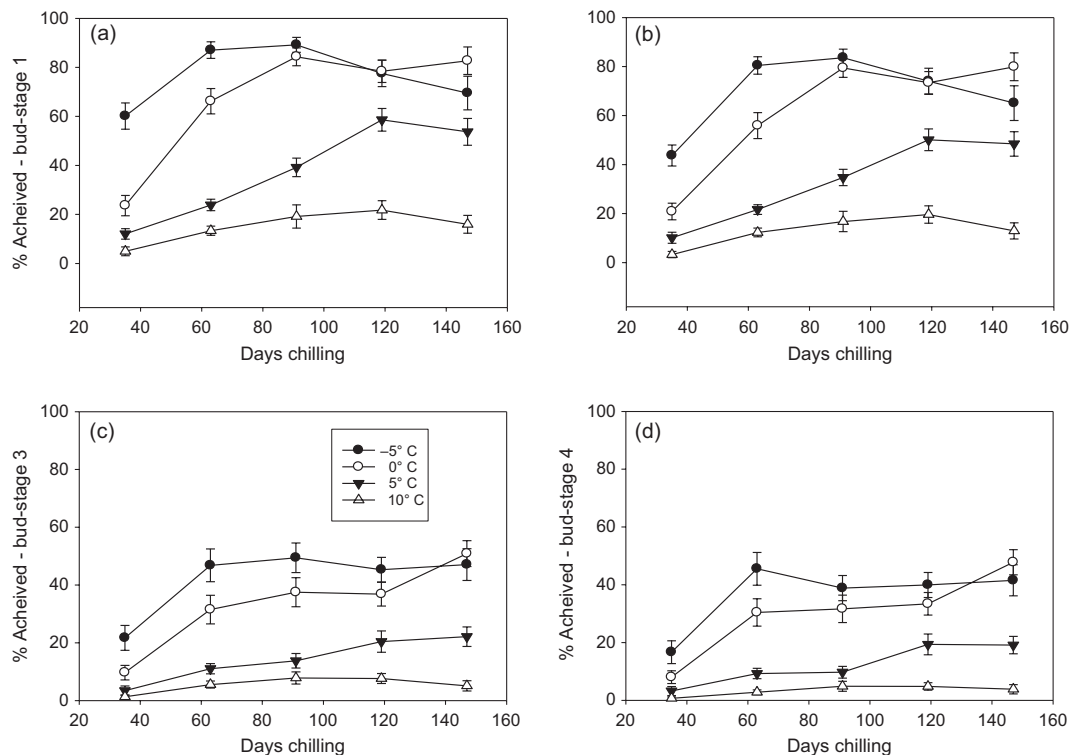 (a)
% Acheived - bud-stage 1
100
80
60
40
20
0
20 40 60 80 100 120 140 160
Days chilling
(b)
100
80
60
40
20
0
20 40 60 80 100 120 140 160
Days chilling
(c)
% Acheived - bud-stage 3
100
80
60
40
20
0
–5° C
0° C
5° C
10° C
20 40 60 80 100 120 140 160
Days chilling
(d)
% Acheived - bud-stage 4
100
80
60
40
20
0
20 40 60 80 100 120 140 160
Days chilling